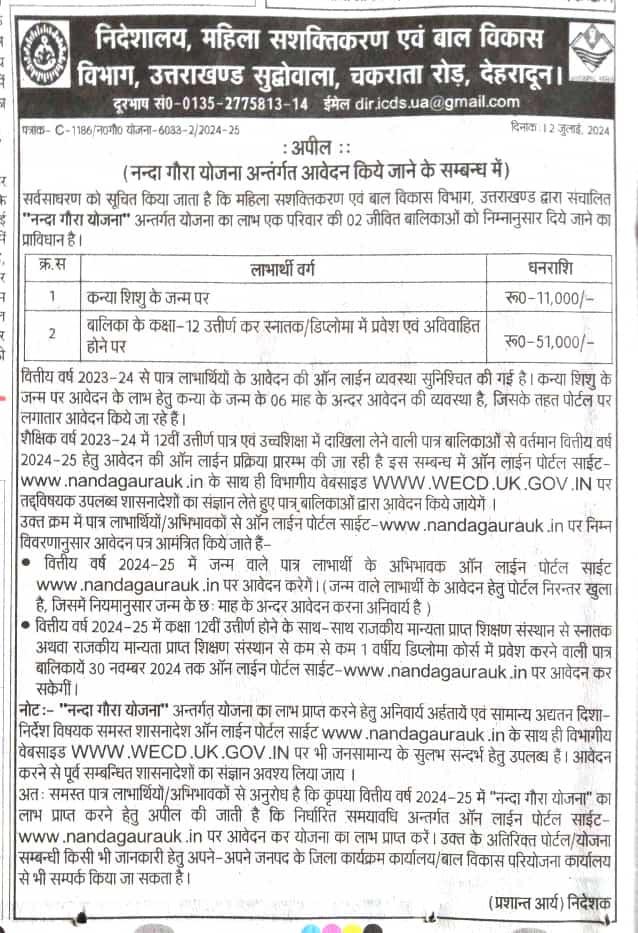 निदेशालय, महिला सशक्तिकरण एवं बाल विकास
विभाग, उत्तराखण्ड सुद्धोवाला, चकराता रोड़, देहरादून।
दूरभाष सं0-0135-2775813-14 ईमेल dir.icds.ua@gmail.com
पत्राक- C-1186/न०गौ० योजना-6033-2/2024-25 दिनाक: 12 जुलाई, 2024
: अपील ::
(नन्दा गौरा योजना अन्तर्गत आवेदन किये जाने के सम्बन्ध में)
सर्वसाधरण को सूचित किया जाता है कि महिला सशक्तिकरण एवं बाल विकास विभाग, उत्तराखण्ड द्वारा संचालित
"नन्दा गौरा योजना" अन्तर्गत योजना का लाभ एक परिवार की 02 जीवित बालिकाओं को निम्नानुसार दिये जाने का
प्राविधान है।
क्र.स लाभार्थी वर्ग धनराशि
1 कन्या शिशु के जन्म पर रू0-11,000/-
2 बालिका के कक्षा-12 उत्तीर्ण कर स्नातक/डिप्लोमा में प्रवेश एवं अविवाहित
होने पर रू0-51,000/-
वित्तीय वर्ष 2023-24 से पात्र लाभार्थियों के आवेदन की ऑन लाईन व्यवस्था सुनिश्चित की गई है। कन्या शिशु के
जन्म पर आवेदन के लाभ हेतु कन्या के जन्म के 06 माह के अन्दर आवेदन की व्यवस्था है, जिसके तहत पोर्टल पर
लगातार आवेदन किये जा रहे हैं।
शैक्षिक वर्ष 2023-24 में 12वीं उत्तीर्ण पात्र एवं उच्चशिक्षा में दाखिला लेने वाली पात्र बालिकाओं से वर्तमान वित्तीय वर्ष
2024-25 हेतु आवेदन की ऑन लाईन प्रक्रिया प्रारम्भ की जा रही है इस सम्बन्ध में ऑन लाईन पोर्टल साईट-
www.nandagaurauk.in के साथ ही विभागीय वेबसाइड WWW.WECD.UK.GOV.IN पर
तद्विषयक उपलब्ध शासनादेशों का संज्ञान लेते हुए पात्र बालिकाओं द्वारा आवेदन किये जायेगें ।
उक्त क्रम में पात्र लाभार्थियों/अभिभावकों से ऑन लाईन पोर्टल साईट-www.nandagaurauk.in पर निम्न
विवरणानुसार आवेदन पत्र आमंत्रित किये जाते हैं-
• वित्तीय वर्ष 2024-25 में जन्म वाले पात्र लाभार्थी के अभिभावक ऑन लाईन पोर्टल साईट
www.nandagaurauk.in पर आवेदन करेगें। (जन्म वाले लाभार्थी के आवेदन हेतु पोर्टल निरन्तर खुला
है, जिसमें नियमानुसार जन्म के छः माह के अन्दर आवेदन करना अनिवार्य है )
• वित्तीय वर्ष 2024-25 में कक्षा 12वीं उत्तीर्ण होने के साथ-साथ राजकीय मान्यता प्राप्त शिक्षण संस्थान से स्नातक
अथवा राजकीय मान्यता प्राप्त शिक्षण संस्थान से कम से कम 1 वर्षीय डिप्लोमा कोर्स में प्रवेश करने वाली पात्र
बालिकायें 30 नवम्बर 2024 तक ऑन लाईन पोर्टल साईट-www.nandagaurauk.in पर आवेदन कर
सकेगीं।
नोटः- "नन्दा गौरा योजना" अन्तर्गत योजना का लाभ प्राप्त करने हेतु अनिवार्य अर्हतायें एवं सामान्य अद्यतन दिशा-
निर्देश विषयक समस्त शासनादेश ऑन लाईन पोर्टल साईट www.nandagaurauk.in के साथ ही विभागीय
वेबसाइड WWW.WECD.UK.GOV.IN पर भी जनसामान्य के सुलभ सन्दर्भ हेतु उपलब्ध हैं। आवेदन
करने से पूर्व सम्बन्धित शासनादेशों का संज्ञान अवश्य लिया जाय ।
अतः समस्त पात्र लाभार्थियों/अभिभावकों से अनुरोध है कि कृपया वित्तीय वर्ष 2024-25 में "नन्दा गौरा योजना" का
लाभ प्राप्त करने हेतु अपील की जाती है कि निर्धारित समयावधि अन्तर्गत ऑन लाईन पोर्टल साईट-
www.nandagaurauk.in पर आवेदन कर योजना का लाभ प्राप्त करें। उक्त के अतिरिक्त पोर्टल/योजना
सम्बन्धी किसी भी जानकारी हेतु अपने-अपने जनपद के जिला कार्यक्रम कार्यालय/बाल विकास परियोजना कार्यालय
से भी सम्पर्क किया जा सकता है।
(प्रशान्त आर्य) निदेशक